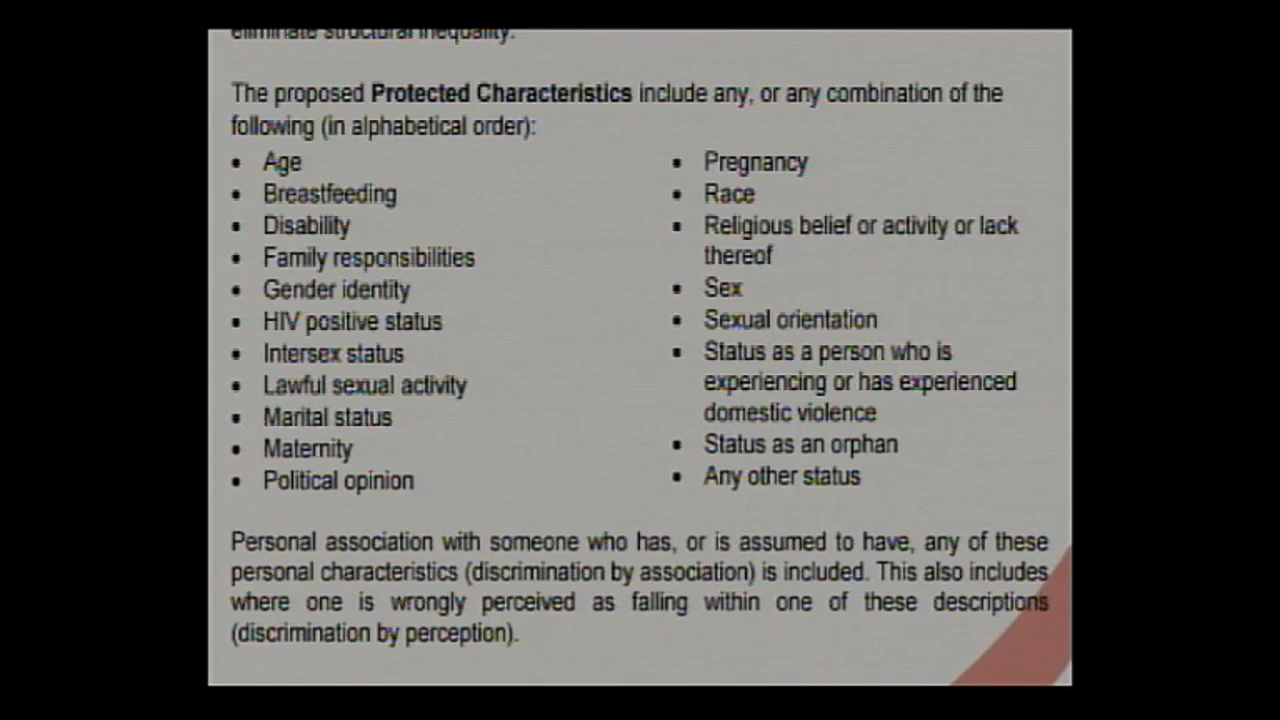 eliminate structural inequality.
The proposed Protected Characteristics include any, or any combination of the
following (in alphabetical order):
• Age
• Breastfeeding
• Disability
• Family responsibilities
• Gender identity
• HIV positive status
• Intersex status
• Lawful sexual activity
• Marital status
• Maternity
• Political opinion
• Pregnancy
• Race
• Religious belief or activity or lack
thereof
• Sex
• Sexual orientation
• Status as a person who is
experiencing or has experienced
domestic violence
• Status as an orphan
• Any other status
Personal association with someone who has, or is assumed to have, any of these
personal characteristics (discrimination by association) is included. This also includes
where one is wrongly perceived as falling within one of these descriptions
(discrimination by perception).